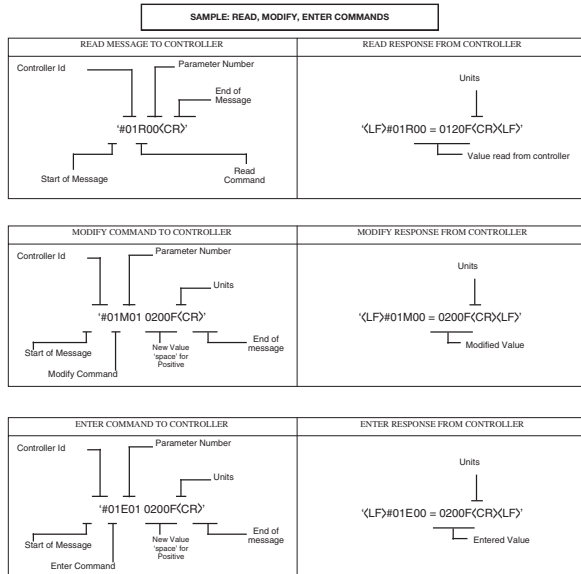 SAMPLE: READ, MODIFY, ENTER COMMANDS
READ MESSAGE TO CONTROLLER
READ RESPONSE FROM CONTROLLER
Controller Id
Parameter Number
End of
Message
'#01R00<CR>'
Start of Message
Read
Command
Units
'<LF>#01R00 = 0120F<CR><LF>'
Value read from controller
MODIFY COMMAND TO CONTROLLER
MODIFY RESPONSE FROM CONTROLLER
Controller Id
Parameter Number
Units
'#01M01 0200F<CR>'
Start of Message
Modify Command
New Value
'space' for
Positive
End of
message
Units
'<LF>#01M00 = 0200F<CR><LF>'
Modified Value
ENTER COMMAND TO CONTROLLER
ENTER RESPONSE FROM CONTROLLER
Controller Id
Parameter Number
Units
'#01E01 0200F<CR>'
Start of Message
Enter Command
New Value
'space' for
Positive
End of
message
Units
'<LF>#01E00 = 0200F<CR><LF>'
Entered Value